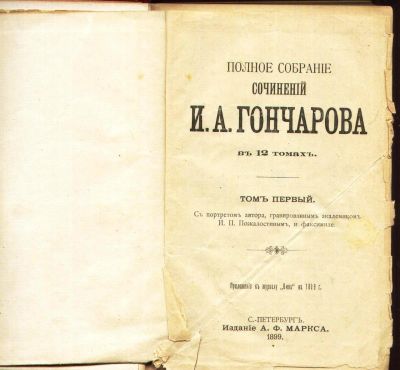 ПОЛНОЕ СОБРАНІЕ
СОЧИНЕНІЙ
И. А. ГОНЧАРОВА
въ 12 томахъ.
ТОМЪ ПЕРВЫЙ.
Съ портретомъ автора, гравированнымъ академикомъ
И. П. Пожалостинымъ, и факсимиле.
Приложеніе къ журналу „Нива“ на 1899 г.
С.-ПЕТЕРБУРГЪ.
Изданіе А. Ф. МАРКСА.
1899.